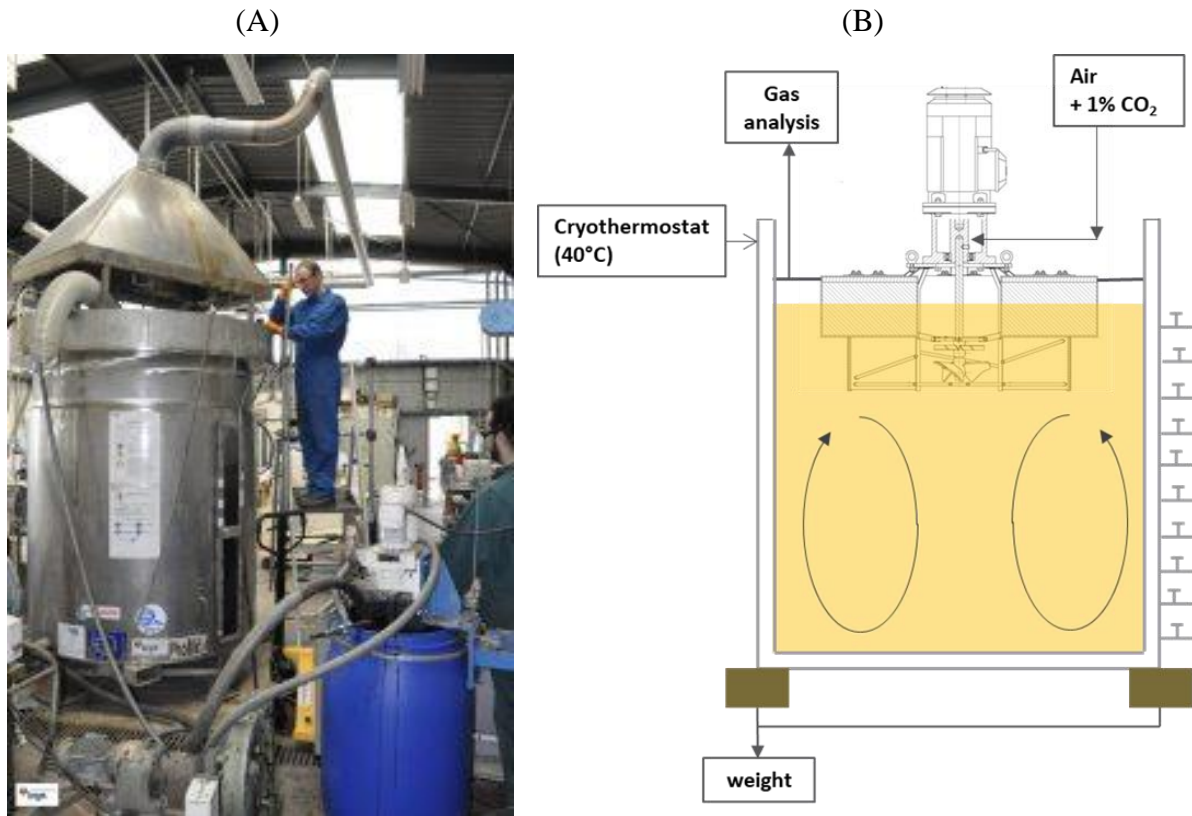 (A)
(B)
Gas
analysis
Air
+ 1% CO₂
Cryothermostat
(40°C)
weight